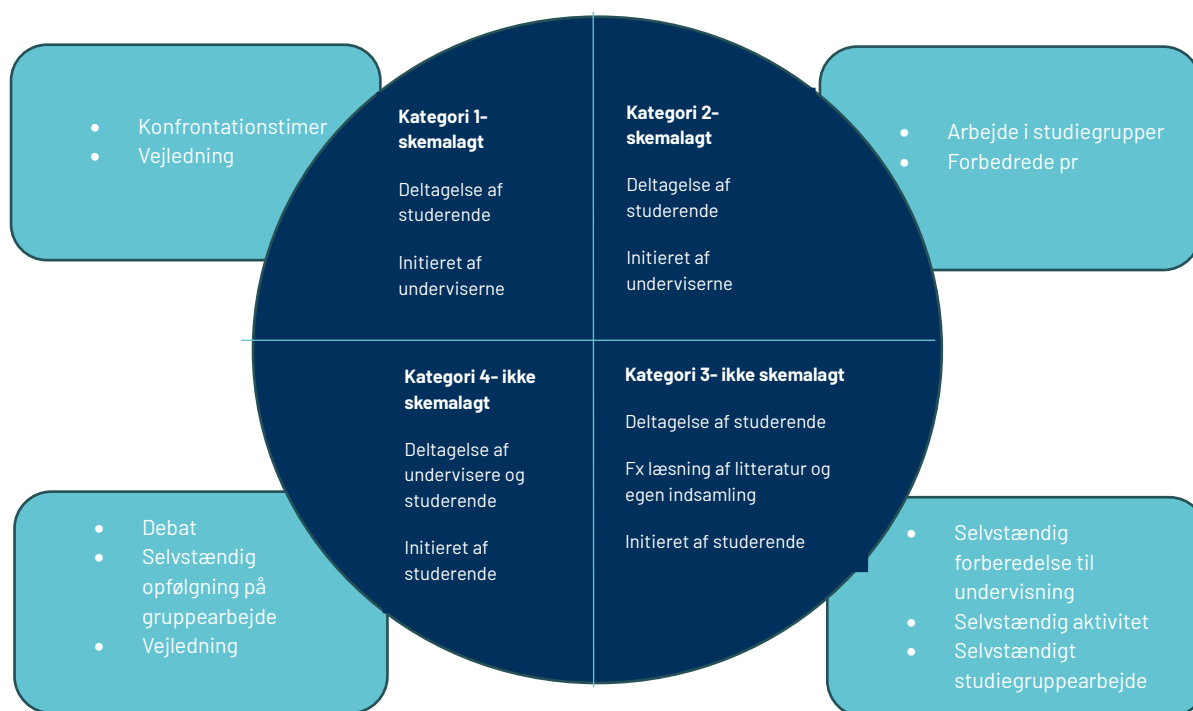 • Konfrontationstimer
• Vejledning
Kategori 1-
skemalagt
Deltagelse af
studerende
Initieret af
underviserne
Kategori 2-
skemalagt
Deltagelse af
studerende
Initieret af
underviserne
• Arbejde i studiegrupper
• Forbedrede pr
• Debat
• Selvstændig
opfølgning på
gruppearbejde
• Vejledning
Kategori 4- ikke
skemalagt
Deltagelse af
undervisere og
studerende
Initieret af
studerende
Kategori 3- ikke skemalagt
Deltagelse af studerende
Fx læsning af litteratur og
egen indsamling
Initieret af studerende
• Selvstændig
forberedelse til
undervisning
• Selvstændig aktivitet
• Selvstændigt
studiegruppearbejde